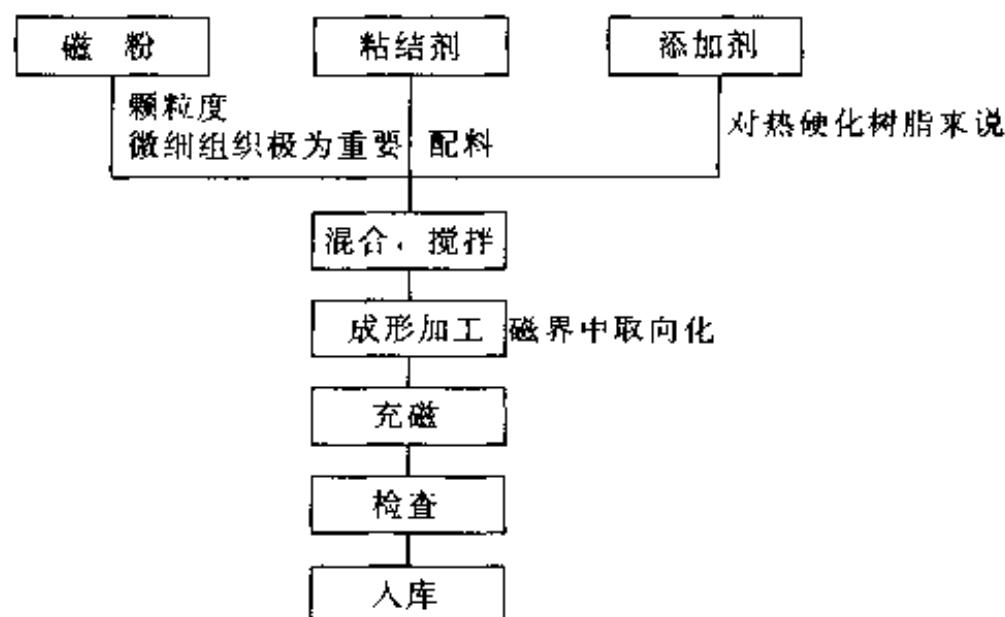 磁 粉
粘结剂
添加剂
颗粒度
微细组织极为重要
配料
对热硬化树脂来说
混合，搅拌
成形加工
磁界中取向化
充磁
检查
入库